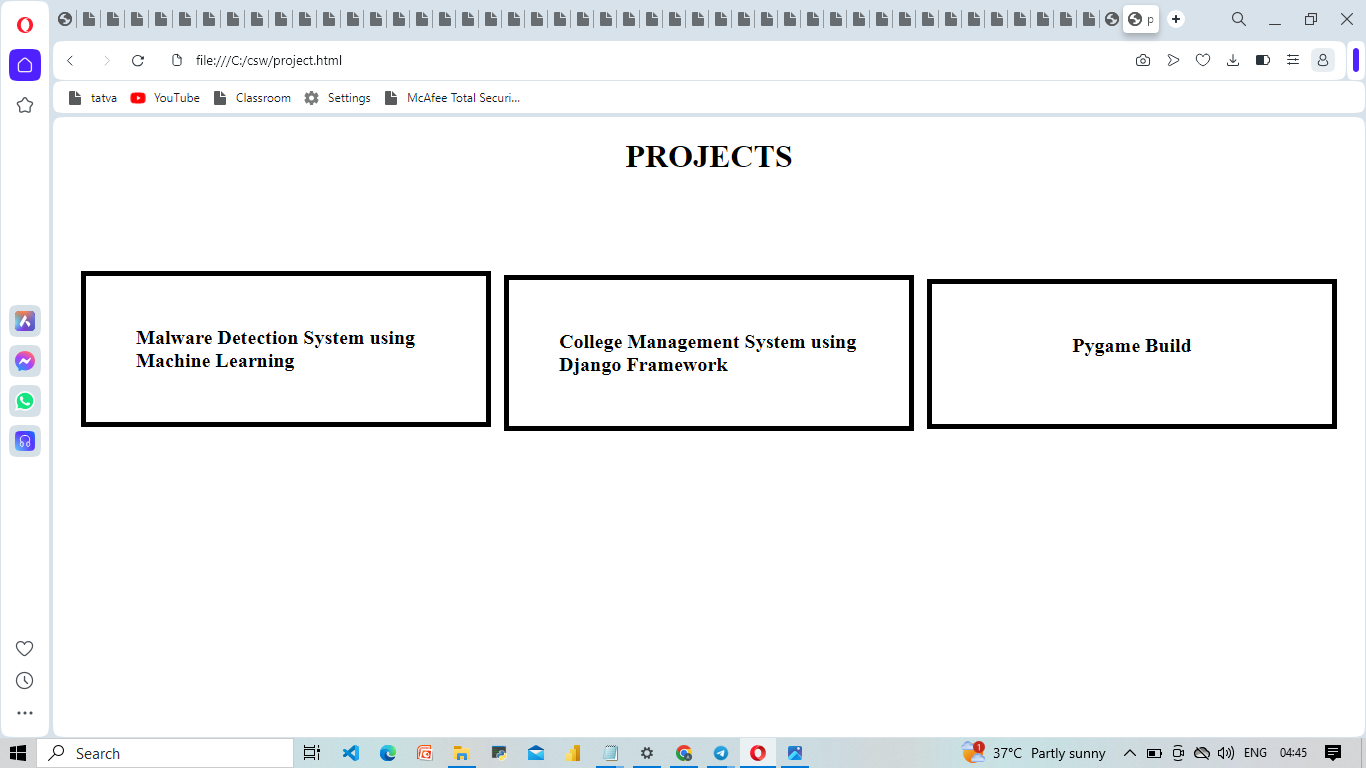 p
file:///C:/csw/project.html
tatva YouTube Classroom Settings McAfee Total Securi...
PROJECTS
Malware Detection System using
Machine Learning
College Management System using
Django Framework
Pygame Build
Search
1
37°C Partly sunny
ENG
04:45